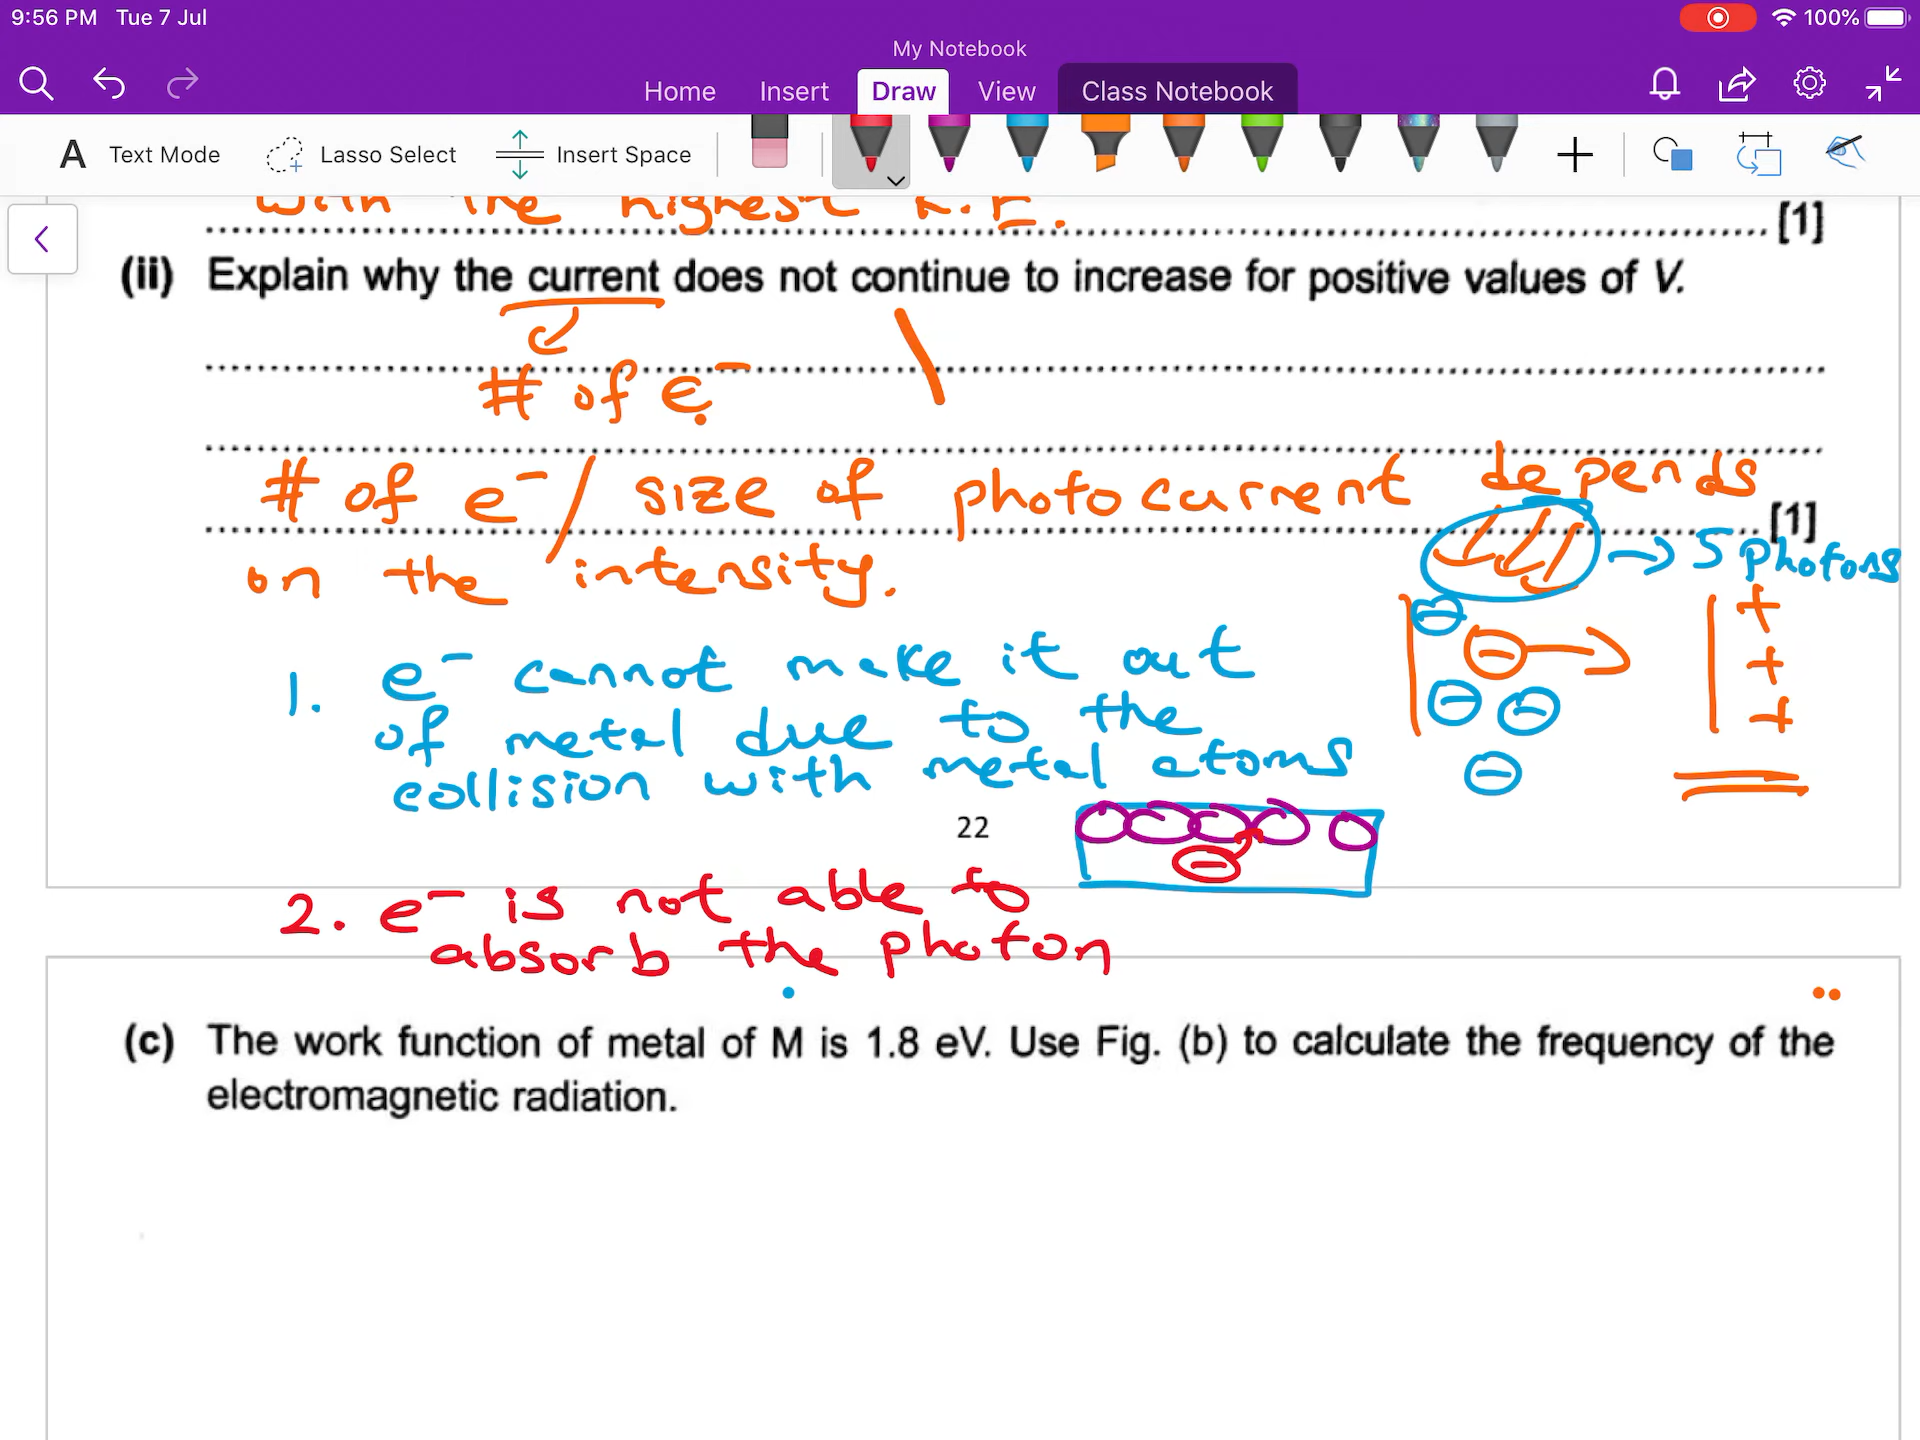 9:56 PM Tue 7 Jul
100%
My Notebook
Home Insert Draw View Class Notebook
A Text Mode Lasso Select Insert Space
with the highest K.E.
[1]
(ii) Explain why the current does not continue to increase for positive values of V.
# of e⁻
# of e⁻ / size of photocurrent depends
[1]
on the intensity.
→ 5 photons
+
+
+
1. e⁻ cannot make it out
of metal due to the
collision with metal atoms
22
2. e⁻ is not able to
absorb the photon
(c) The work function of metal of M is 1.8 eV. Use Fig. (b) to calculate the frequency of the
electromagnetic radiation.